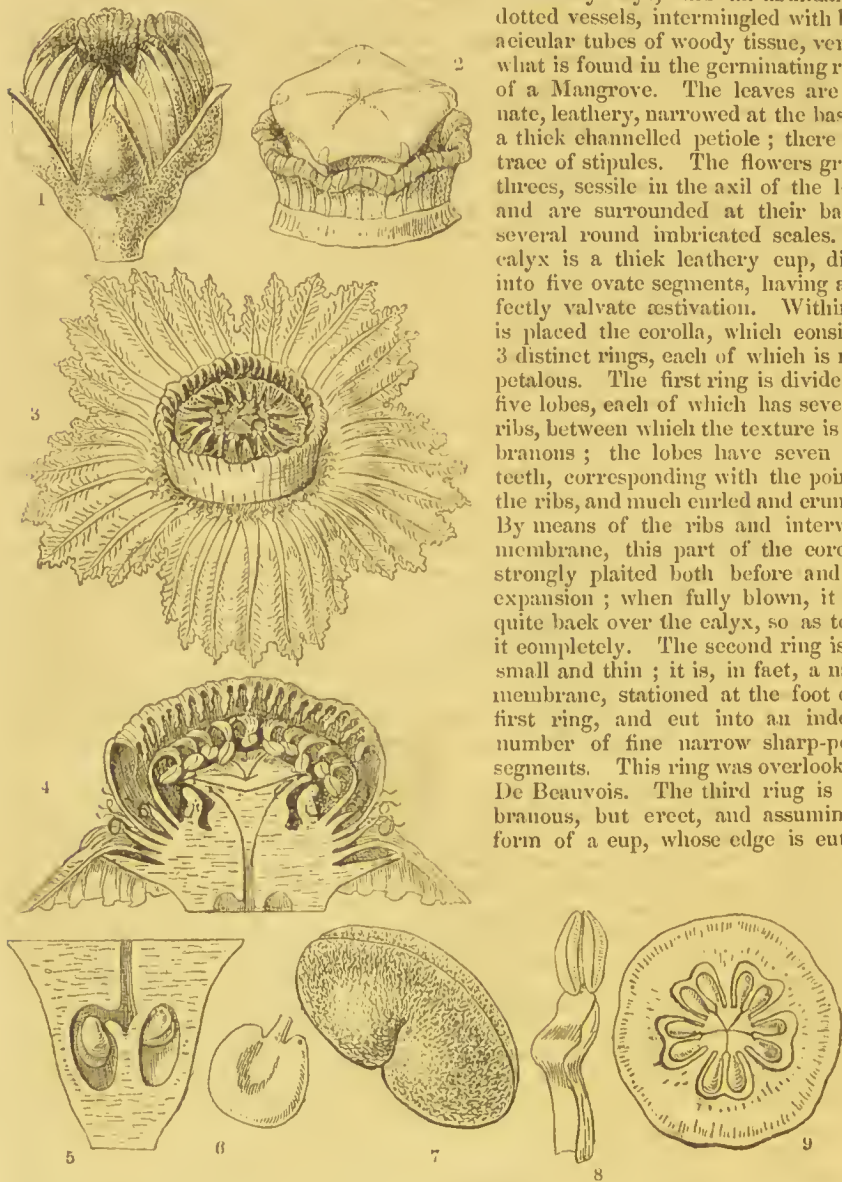 dotted vessels, intermingled with
acicular tubes of woody tissue, ver
what is found in the germinating r
of a Mangrove. The leaves are
nate, leathery, narrowed at the bas
a thick channelled petiole ; there
trace of stipules. The flowers gr
threes, sessile in the axil of the l
and are surrounded at their ba
several round imbricated scales.
calyx is a thick leathery cup, di
into five ovate segments, having a
fectly valvate æstivation. Within
is placed the corolla, which consi
3 distinct rings, each of which is
petalous. The first ring is divide
five lobes, each of which has seve
ribs, between which the texture is
branous ; the lobes have seven
teeth, corresponding with the poi
the ribs, and much curled and crum
By means of the ribs and interv
membrane, this part of the coro
strongly plaited both before and
expansion ; when fully blown, it
quite back over the calyx, so as to
it completely. The second ring is
small and thin ; it is, in fact, a
membrane, stationed at the foot
first ring, and cut into an inde
number of fine narrow sharp-po
segments. This ring was overlook
De Beauvois. The third ring is
branous, but erect, and assumin
form of a cup, whose edge is cut
1
2
3
4
5
6
7
8
9